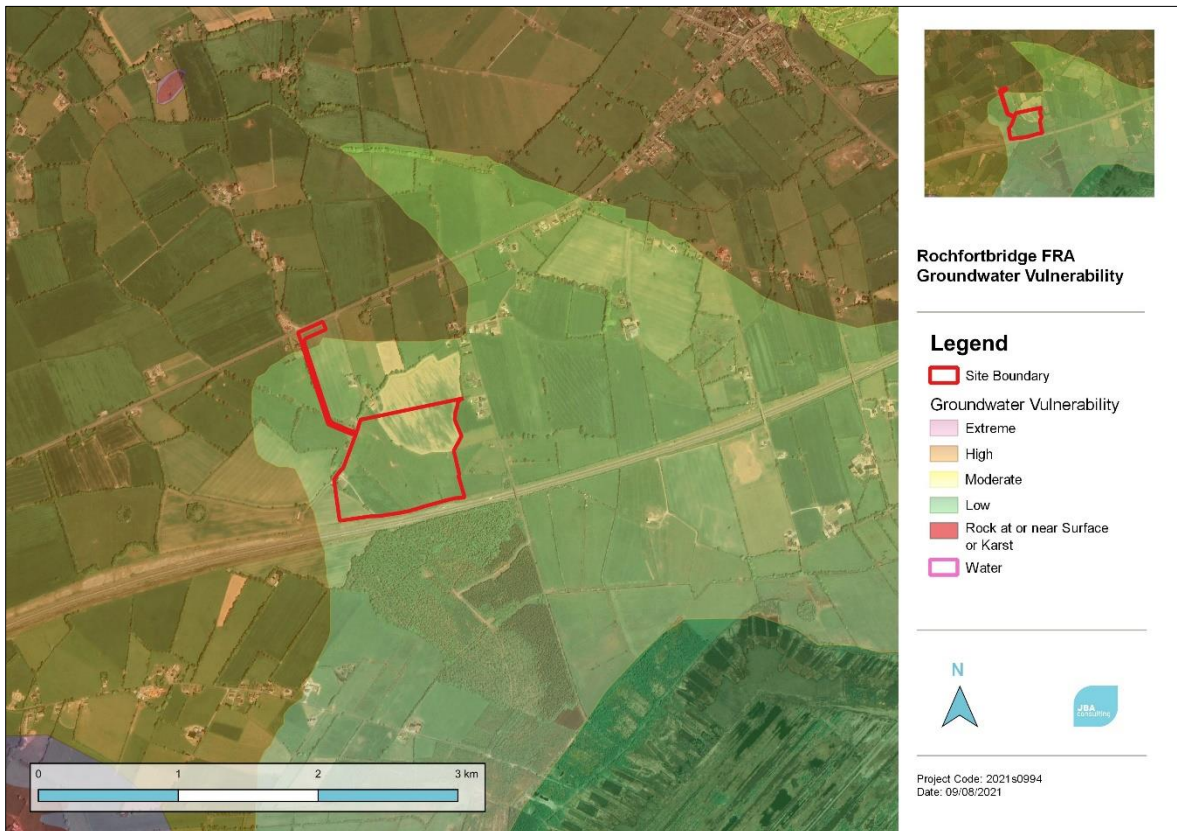 Rochfortbridge FRA
Groundwater Vulnerability
Legend
Site Boundary
Groundwater Vulnerability
Extreme
High
Moderate
Low
Rock at or near Surface
or Karst
Water
N
JBA
consulting
Project Code: 2021s0994
Date: 09/08/2021
0 1 2 3 km